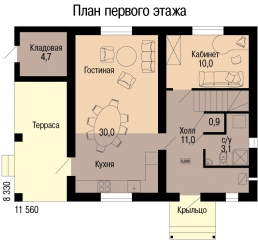 План первого этажа
Кладовая
4,7
Гостиная
Кабинет
10,0
Терраса
30,0
Холл
11,0
0,9
с/у
3,1
Кухня
Крыльцо
8 330
11 560